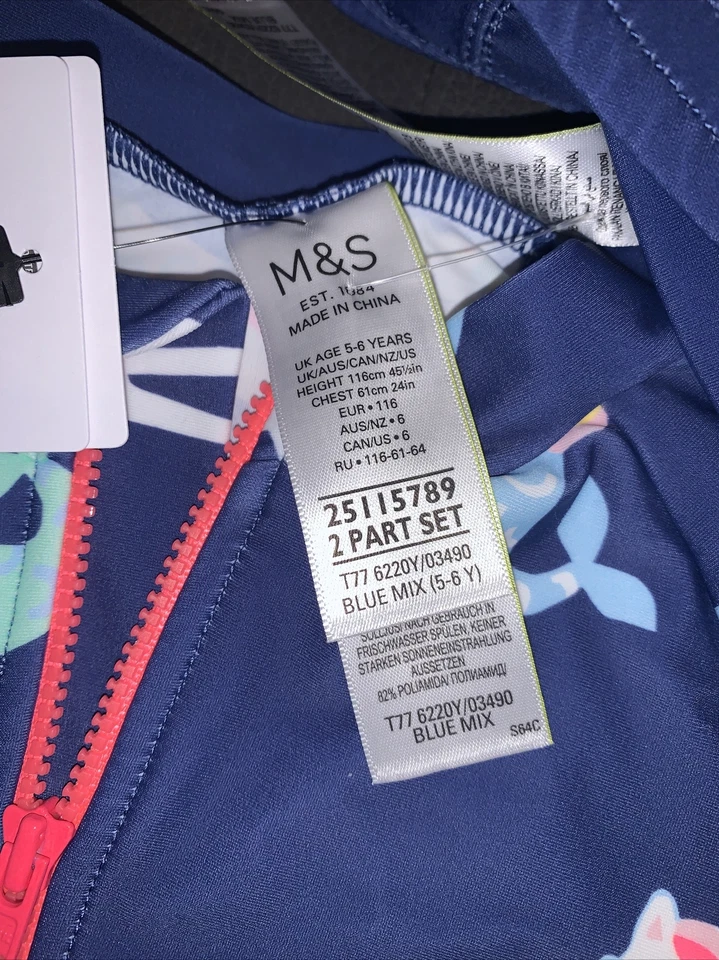 M&S
EST. 1884
MADE IN CHINA
UK AGE 5-6 YEARS
UK/AUS/CAN/NZ/US
HEIGHT 116cm 45½in
CHEST 61cm 24in
EUR • 116
AUS/NZ • 6
CAN/US • 6
RU • 116-61-64
25115789
2 PART SET
T77 6220Y/03490
BLUE MIX (5-6 Y)
SOLLJUS/NACH GEBRAUCH IN
FRISCHWASSER SPÜLEN, KEINER
STARKEN SONNENEINSTRAHLUNG
AUSSETZEN
82% POLIAMIDA/ ПОЛИАМИД/
T77 6220Y/03490
BLUE MIX
S64C